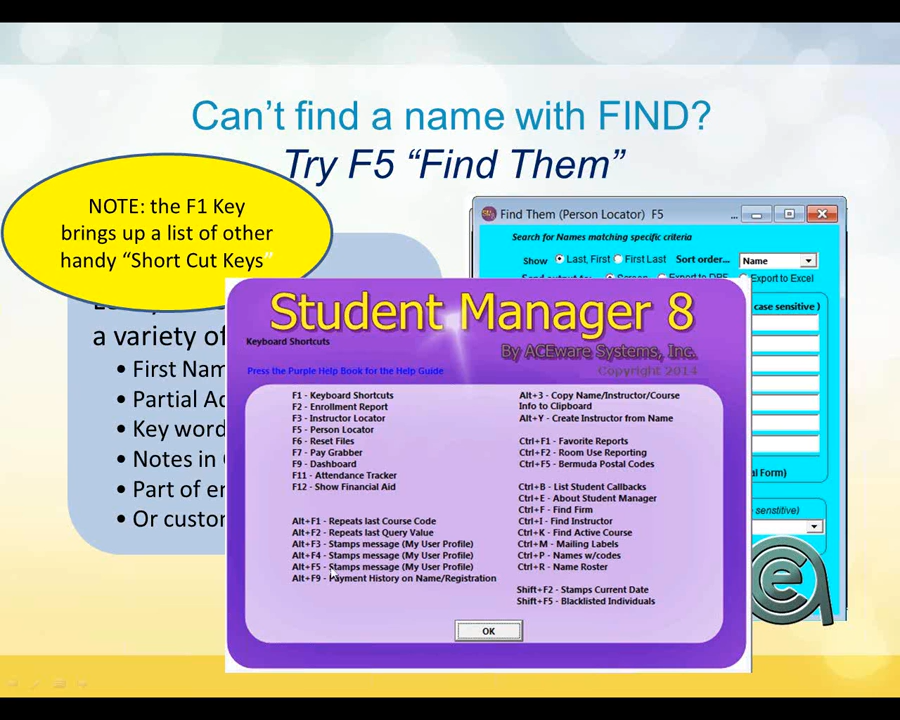 Can't find a name with FIND?
Try F5 “Find Them”
NOTE: the F1 Key
brings up a list of other
handy “Short Cut Keys”
a variety of
• First Nam
• Partial Ad
• Key word
• Notes in
• Part of em
• Or custor
Find Them (Person Locator) F5
...
Search for Names matching specific criteria
Show Last, First First Last Sort order... Name
Screen Export to DBF Export to Excel
case sensitive )
al Form)
e senstitive)
Student Manager 8
Keyboard Shortcuts
By ACEware Systems, Inc.
Press the Purple Help Book for the Help Guide
Copyright 2014
F1 - Keyboard Shortcuts
F2 - Enrollment Report
F3 - Instructor Locator
F5 - Person Locator
F6 - Reset Files
F7 - Pay Grabber
F9 - Dashboard
F11 - Attendance Tracker
F12 - Show Financial Aid
Alt+F1 - Repeats last Course Code
Alt+F2 - Repeats last Query Value
Alt+F3 - Stamps message (My User Profile)
Alt+F4 - Stamps message (My User Profile)
Alt+F5 - Stamps message (My User Profile)
Alt+F9 - Payment History on Name/Registration
Alt+3 - Copy Name/Instructor/Course
Info to Clipboard
Alt+Y - Create Instructor from Name
Ctrl+F1 - Favorite Reports
Ctrl+F2 - Room Use Reporting
Ctrl+F5 - Bermuda Postal Codes
Ctrl+B - List Student Callbacks
Ctrl+E - About Student Manager
Ctrl+F - Find Firm
Ctrl+I - Find Instructor
Ctrl+K - Find Active Course
Ctrl+M - Mailing Labels
Ctrl+P - Names w/codes
Ctrl+R - Name Roster
Shift+F2 - Stamps Current Date
Shift+F5 - Blacklisted Individuals
OK